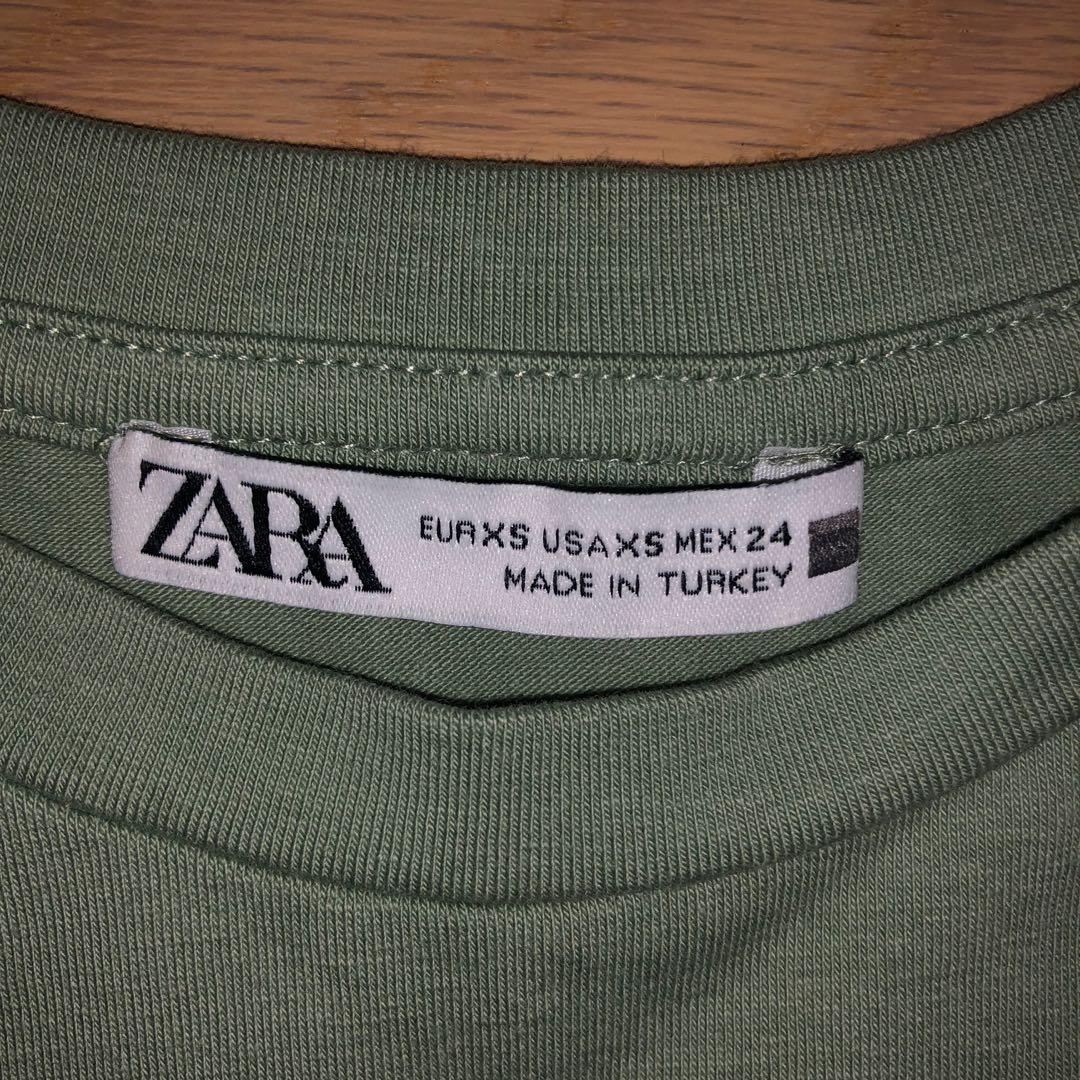 ZARA
EUR XS USA XS MEX 24
MADE IN TURKEY